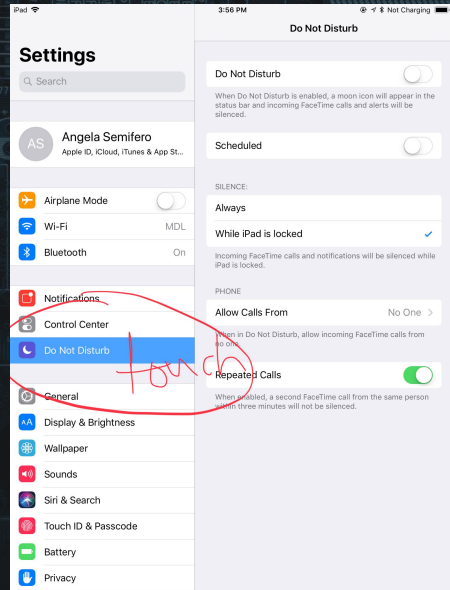 iPad 3:56 PM Not Charging
Settings
Search
AS
Angela Semifero
Apple ID, iCloud, iTunes & App St...
Airplane Mode
Wi-Fi MDL
Bluetooth On
Notifications
Control Center
Do Not Disturb
touch
General
AA Display & Brightness
Wallpaper
Sounds
Siri & Search
Touch ID & Passcode
Battery
Privacy
Do Not Disturb
Do Not Disturb
When Do Not Disturb is enabled, a moon icon will appear in the
status bar and incoming FaceTime calls and alerts will be
silenced.
Scheduled
SILENCE:
Always
While iPad is locked
Incoming FaceTime calls and notifications will be silenced while
iPad is locked.
PHONE
Allow Calls From No One
When in Do Not Disturb, allow incoming FaceTime calls from
no one.
Repeated Calls
When enabled, a second FaceTime call from the same person
within three minutes will not be silenced.